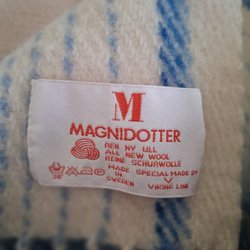 M
MAGNIDOTTER
REN NY ULL
ALL NEW WOOL
REINE SCHURWOLLE
MADE IN SWEDEN
SPECIAL MADE BY
V
VIKING LINE